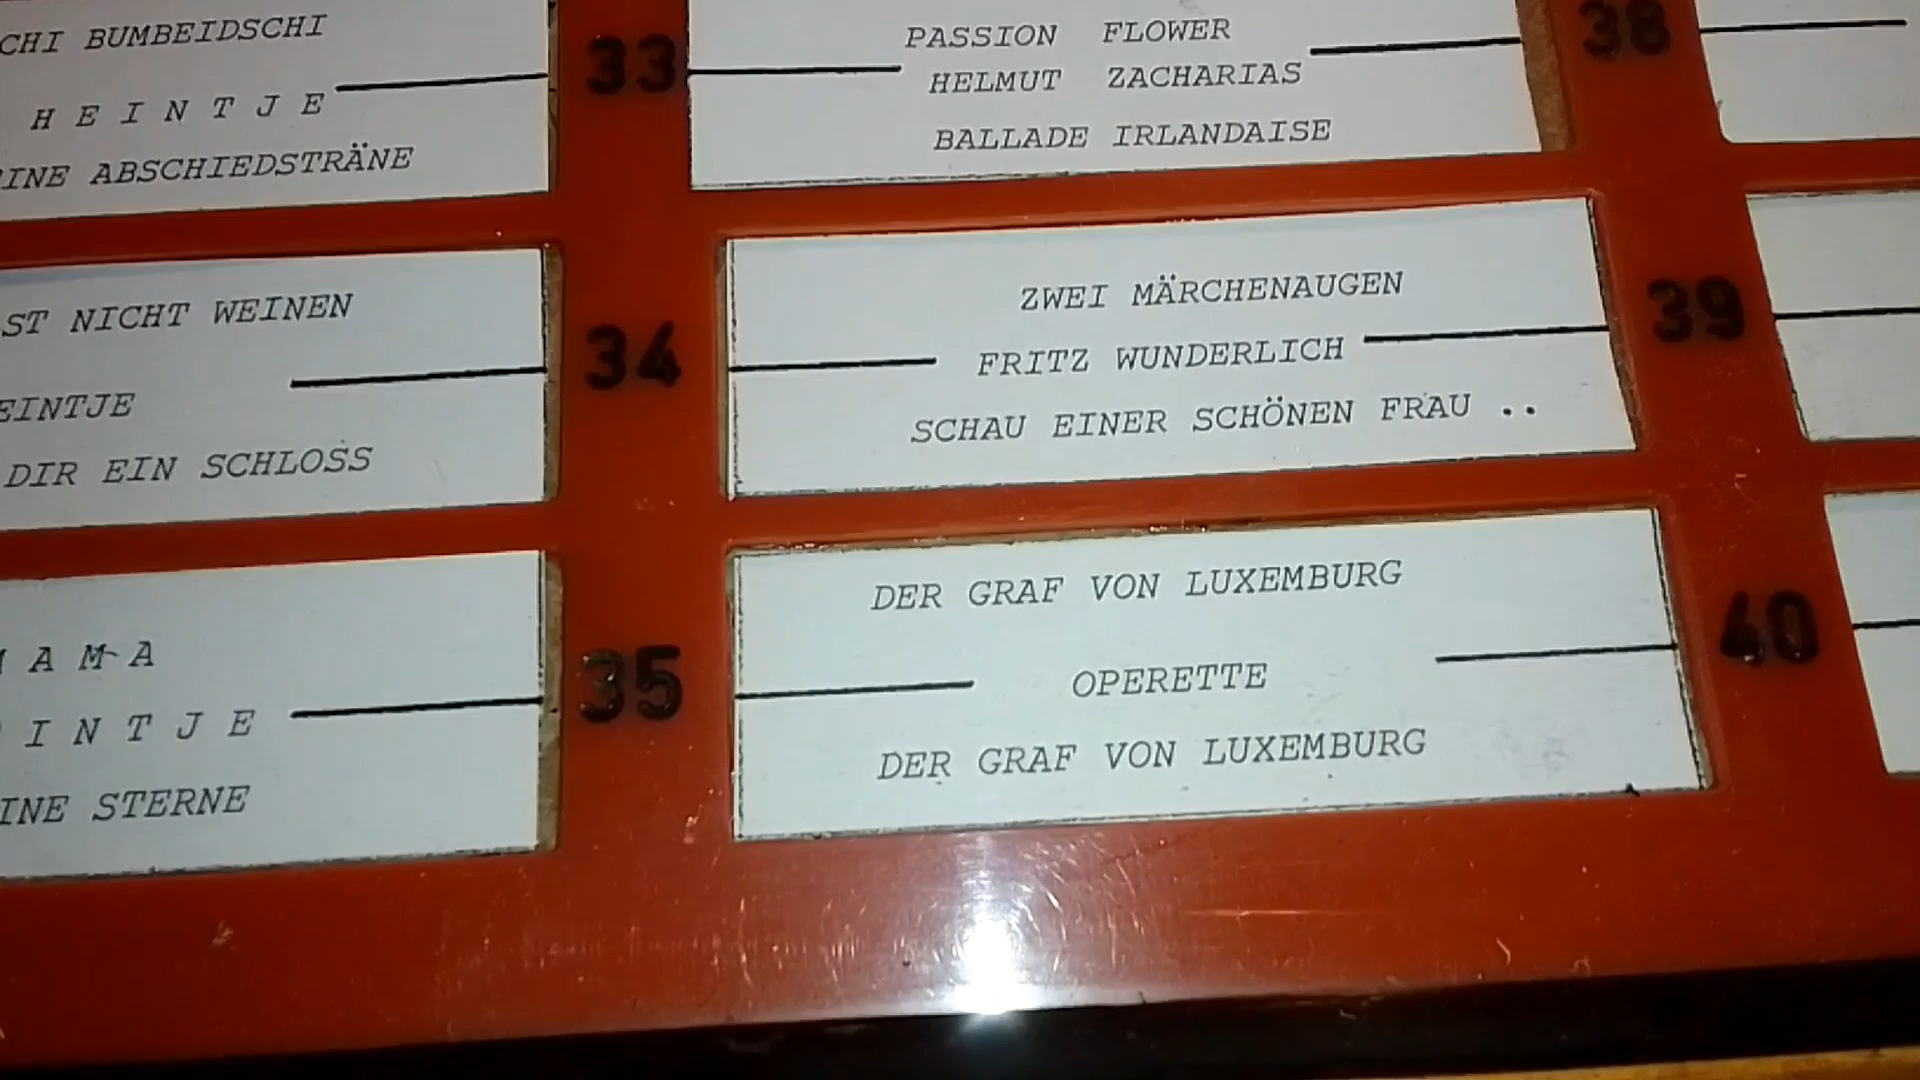 CHI BUMBEIDSCHI
H E I N T J E
ABSCHIEDSTRÄNE
33
PASSION FLOWER
HELMUT ZACHARIAS
BALLADE IRLANDAISE
38
ST NICHT WEINEN
EINTJE
DIR EIN SCHLOSS
34
ZWEI MÄRCHENAUGEN
FRITZ WUNDERLICH
SCHAU EINER SCHÖNEN FRAU ..
39
A M A
I N T J E
INE STERNE
35
DER GRAF VON LUXEMBURG
OPERETTE
DER GRAF VON LUXEMBURG
40